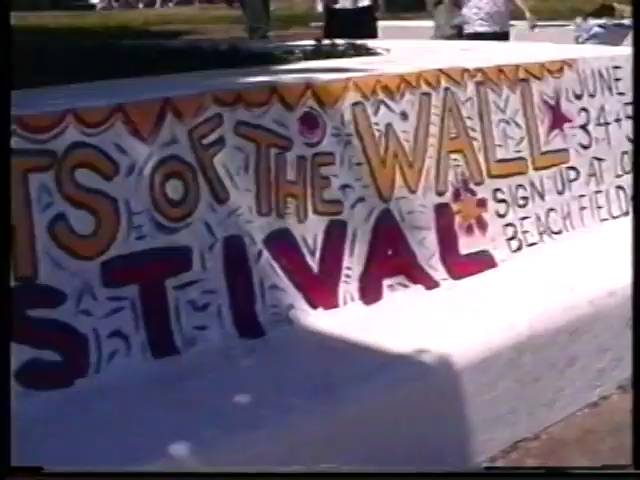 TS OF THE WALL
STIVAL
JUNE
3 4 + 5
SIGN UP AT LO
BEACH FIELD